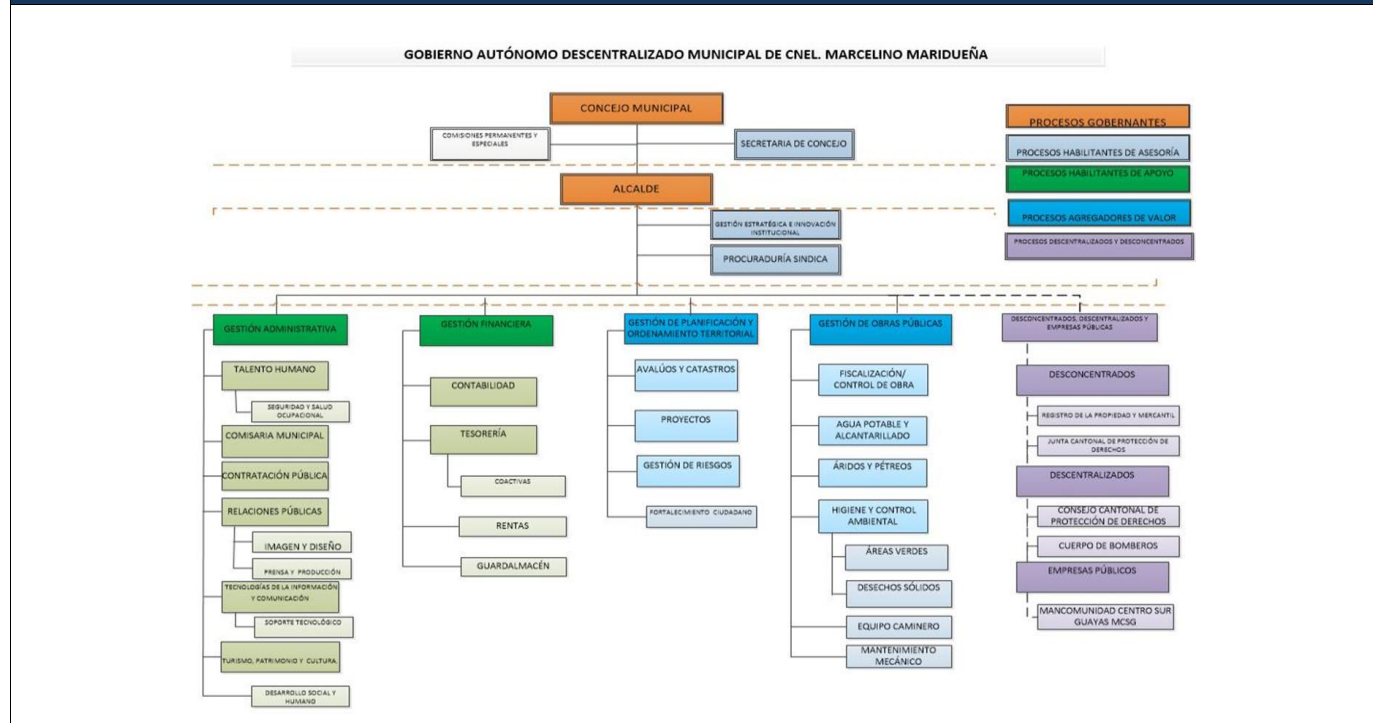 GOBIERNO AUTÓNOMO DESCENTRALIZADO MUNICIPAL DE CNEL. MARCELINO MARIDUEÑA
CONCEJO MUNICIPAL
COMISIONES PERMANENTES Y
ESPECIALES
SECRETARIA DE CONCEJO
ALCALDE
GESTIÓN ESTRATÉGICA E INNOVACIÓN
INSTITUCIONAL
PROCURADURÍA SINDICA
PROCESOS GOBERNANTES
PROCESOS HABILITANTES DE ASESORÍA
PROCESOS HABILITANTES DE APOYO
PROCESOS AGREGADORES DE VALOR
PROCESOS DESCENTRALIZADOS Y DESCONCENTRADOS
GESTIÓN ADMINISTRATIVA
TALENTO HUMANO
SEGURIDAD Y SALUD
OCUPACIONAL
COMISARIA MUNICIPAL
CONTRATACIÓN PÚBLICA
RELACIONES PÚBLICAS
IMAGEN Y DISEÑO
PRENSA Y PRODUCCIÓN
TECNOLOGÍAS DE LA INFORMACIÓN
Y COMUNICACIÓN
SOPORTE TECNOLÓGICO
TURISMO, PATRIMONIO Y CULTURA.
DESARROLLO SOCIAL Y
HUMANO
GESTIÓN FINANCIERA
CONTABILIDAD
TESORERÍA
COACTIVAS
RENTAS
GUARDALMACÉN
GESTIÓN DE PLANIFICACIÓN Y
ORDENAMIENTO TERRITORIAL
AVALÚOS Y CATASTROS
PROYECTOS
GESTIÓN DE RIESGOS
FORTALECIMIENTO CIUDADANO
GESTIÓN DE OBRAS PÚBLICAS
FISCALIZACIÓN/
CONTROL DE OBRA
AGUA POTABLE Y
ALCANTARILLADO
ÁRIDOS Y PÉTREOS
HIGIENE Y CONTROL
AMBIENTAL
ÁREAS VERDES
DESECHOS SÓLIDOS
EQUIPO CAMINERO
MANTENIMIENTO
MECÁNICO
DESCONCENTRADOS, DESCENTRALIZADOS Y
EMPRESAS PÚBLICAS
DESCONCENTRADOS
REGISTRO DE LA PROPIEDAD Y MERCANTIL
JUNTA CANTONAL DE PROTECCIÓN DE
DERECHOS
DESCENTRALIZADOS
CONSEJO CANTONAL DE
PROTECCIÓN DE DERECHOS
CUERPO DE BOMBEROS
EMPRESAS PÚBLICOS
MANCOMUNIDAD CENTRO SUR
GUAYAS MCSG